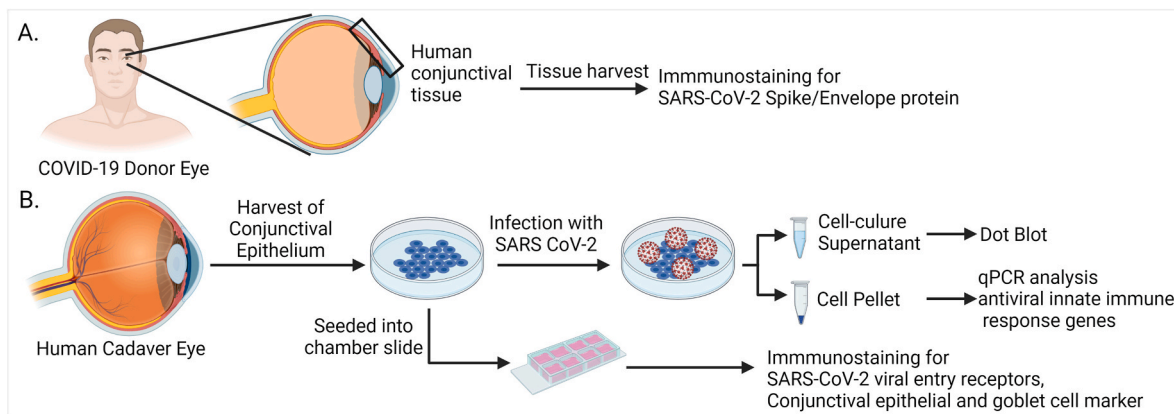 A.
COVID-19 Donor Eye
Human
conjunctival
tissue
Tissue harvest
Immmunostaining for
SARS-CoV-2 Spike/Envelope protein
B.
Human Cadaver Eye
Harvest of
Conjunctival
Epithelium
Infection with
SARS CoV-2
Cell-culure
Supernatant
Dot Blot
Cell Pellet
qPCR analysis
antiviral innate immune
response genes
Seeded into
chamber slide
Immmunostaining for
SARS-CoV-2 viral entry receptors,
Conjunctival epithelial and goblet cell marker